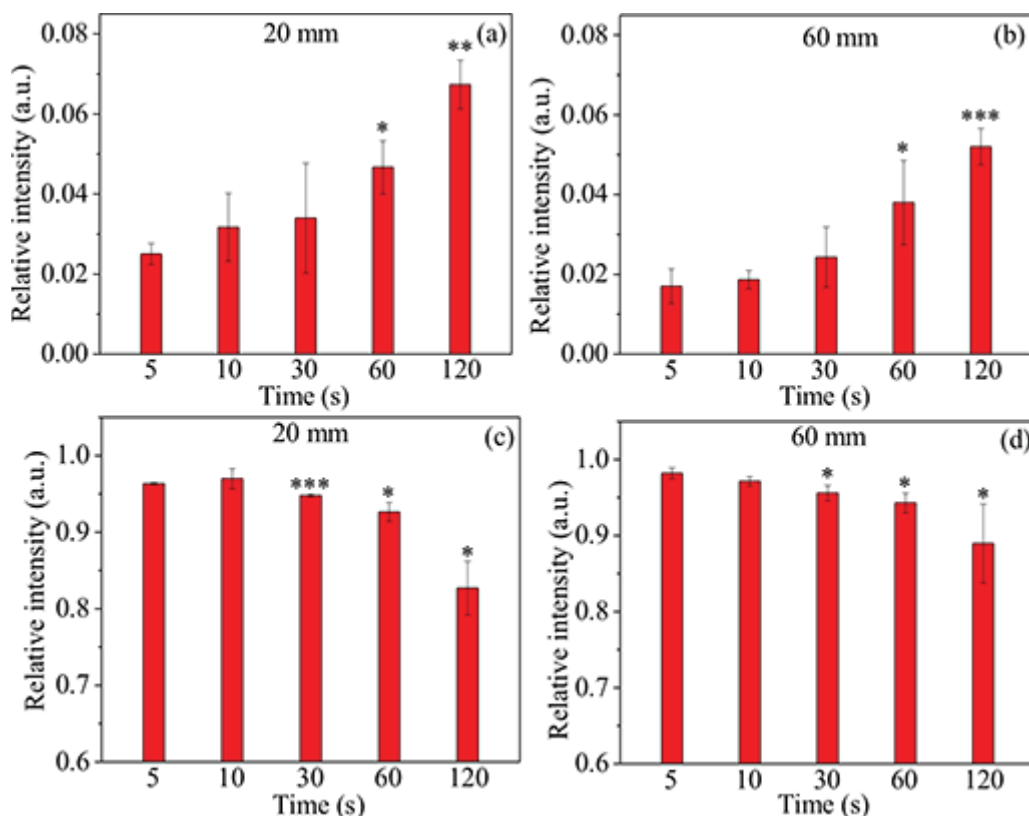 20 mm
(a)
Relative intensity (a.u.)
0.08
0.06
0.04
0.02
0.00
*
**
5 10 30 60 120
Time (s)
60 mm
(b)
Relative intensity (a.u.)
0.08
0.06
0.04
0.02
0.00
*
***
5 10 30 60 120
Time (s)
20 mm
(c)
Relative intensity (a.u.)
1.0
0.9
0.8
0.7
0.6
***
*
*
5 10 30 60 120
Time (s)
60 mm
(d)
Relative intensity (a.u.)
1.0
0.9
0.8
0.7
0.6
*
*
*
5 10 30 60 120
Time (s)